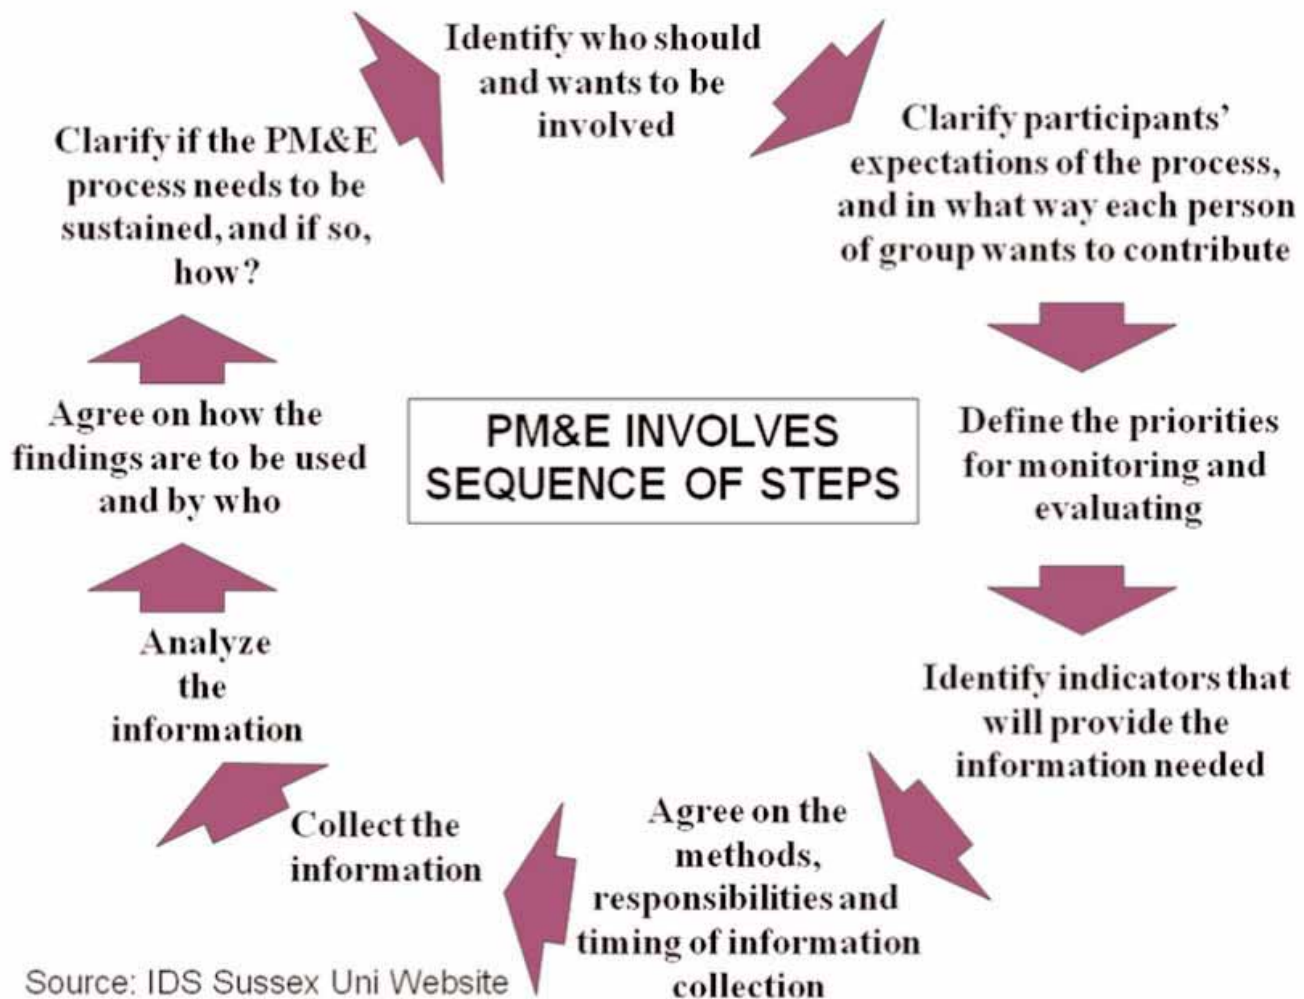 Identify who should
and wants to be
involved
Clarify participants’
expectations of the process,
and in what way each person
of group wants to contribute
Define the priorities
for monitoring and
evaluating
Identify indicators that
will provide the
information needed
Agree on the
methods,
responsibilities and
timing of information
collection
Collect the
information
Analyze
the
information
Agree on how the
findings are to be used
and by who
Clarify if the PM&E
process needs to be
sustained, and if so,
how?
PM&E INVOLVES
SEQUENCE OF STEPS
Source: IDS Sussex Uni Website